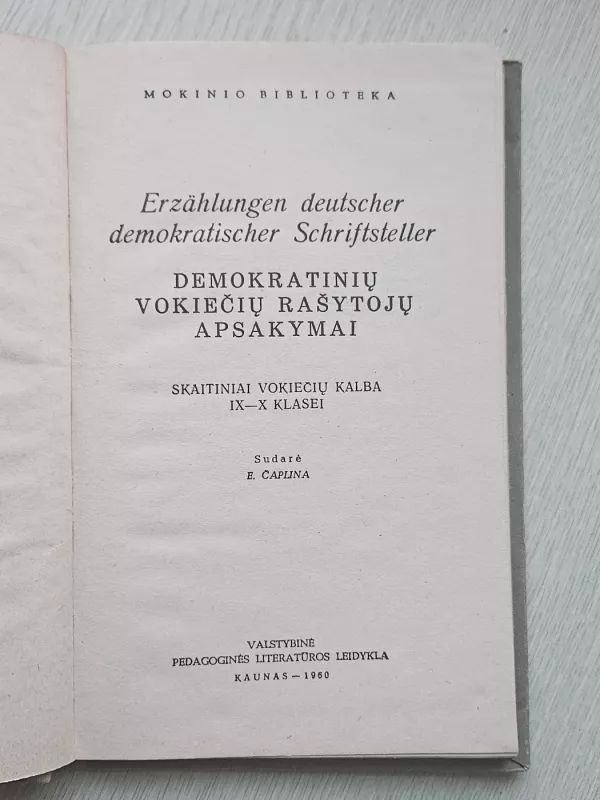 MOKINIO BIBLIOTEKA
Erzählungen deutscher
demokratischer Schriftsteller
DEMOKRATINIŲ
VOKIEČIŲ RAŠYTOJŲ
APSAKYMAI
SKAITINIAI VOKIEČIŲ KALBA
IX—X KLASEI
Sudarė
E. ČAPLINA
VALSTYBINĖ
PEDAGOGINĖS LITERATŪROS LEIDYKLA
KAUNAS — 1960